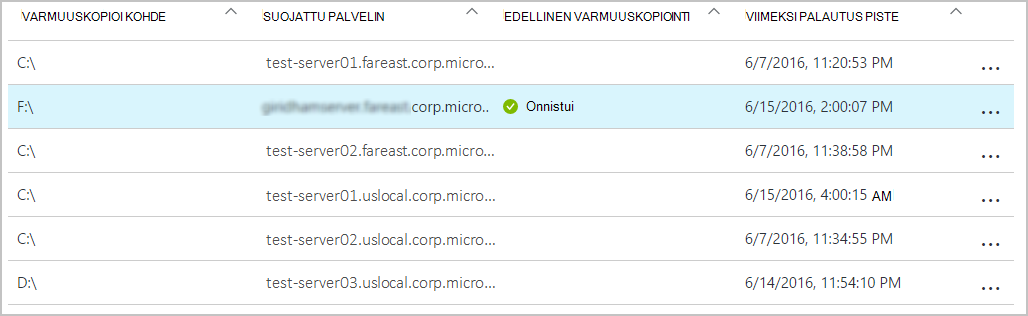 VARMUUSKOPIOI KOHDE SUOJATTU PALVELIN EDELLINEN VARMUUSKOPIOINTI VIIMEKSI PALAUTUS PISTE
C:\ test-server01.fareast.corp.micro... 6/7/2016, 11:20:53 PM ...
F:\ .corp.micro.. Onnistui 6/15/2016, 2:00:07 PM ...
C:\ test-server02.fareast.corp.micro... 6/7/2016, 11:38:58 PM ...
C:\ test-server01.uslocal.corp.micro... 6/15/2016, 4:00:15 AM ...
C:\ test-server02.uslocal.corp.micro... 6/7/2016, 11:34:55 PM ...
D:\ test-server03.uslocal.corp.micro... 6/14/2016, 11:54:10 PM ...